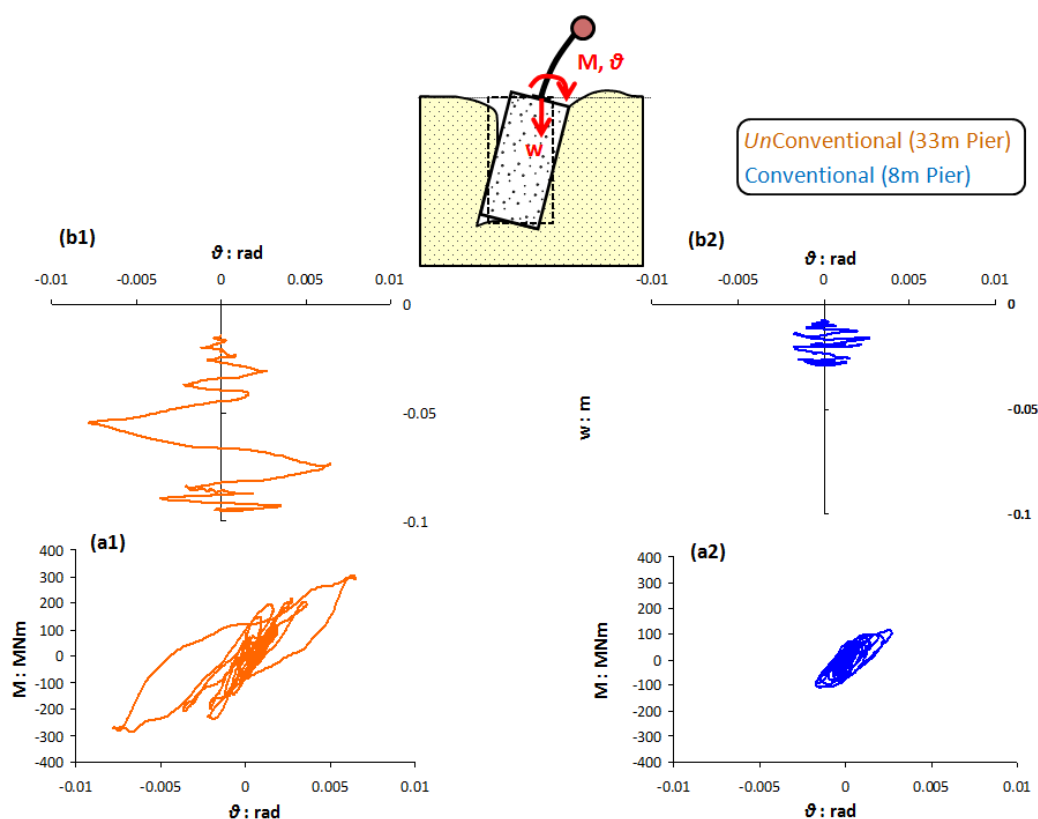 M, ϑ
w
UnConventional (33m Pier)
Conventional (8m Pier)
(b1)
ϑ : rad
-0.01 -0.005 0 0.005 0.01
0
-0.05
-0.1
(b2)
ϑ : rad
-0.01 -0.005 0 0.005 0.01
0
w : m
-0.05
-0.1
(a1)
M : MNm
400
300
200
100
0
-100
-200
-300
-400
-0.01 -0.005 0 0.005 0.01
ϑ : rad
(a2)
M : MNm
400
300
200
100
0
-100
-200
-300
-400
-0.01 -0.005 0 0.005 0.01
ϑ : rad